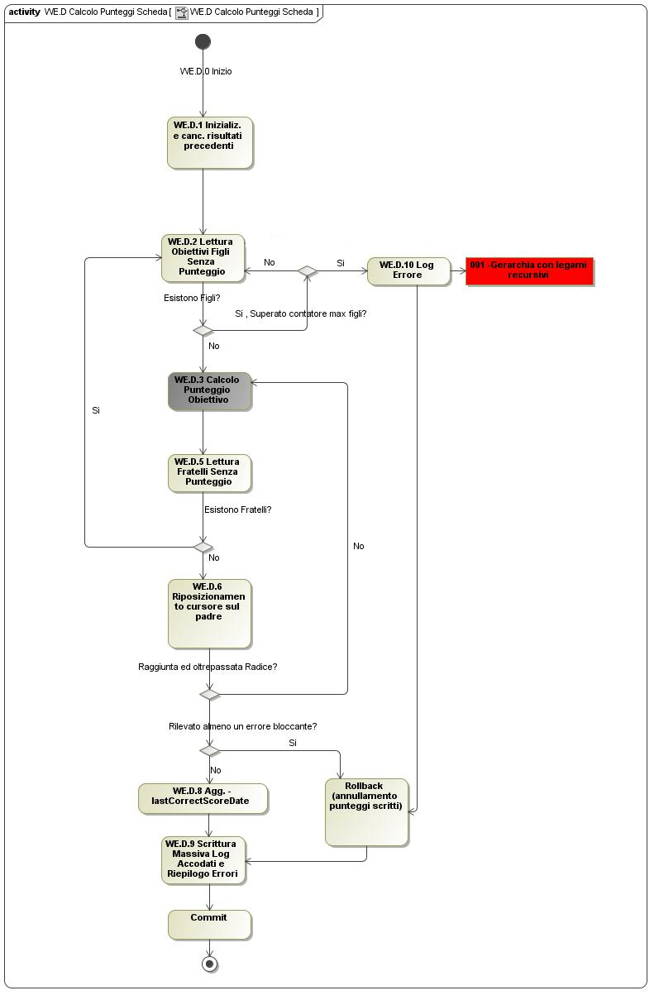 activity WE.D Calcolo Punteggi Scheda [ WE.D Calcolo Punteggi Scheda ]
WE.D.0 Inizio
WE.D.1 Inizializ.
e canc. risultati
precedenti
WE.D.2 Lettura
Obiettivi Figli
Senza
Punteggio
No
Si
WE.D.10 Log
Errore
001 -Gerarchia con legami
recursivi
Esistono Figli?
Si , Superato contatore max figli?
No
WE.D.3 Calcolo
Punteggio
Obiettivo
Si
WE.D.5 Lettura
Fratelli Senza
Punteggio
Esistono Fratelli?
No
No
WE.D.6
Riposizionamen
to cursore sul
padre
Raggiunta ed oltrepassata Radice?
Rilevato almeno un errore bloccante?
Si
No
WE.D.8 Agg. -
lastCorrectScoreDate
Rollback
(annullamento
punteggi scritti)
WE.D.9 Scrittura
Massiva Log
Accodati e
Riepilogo Errori
Commit